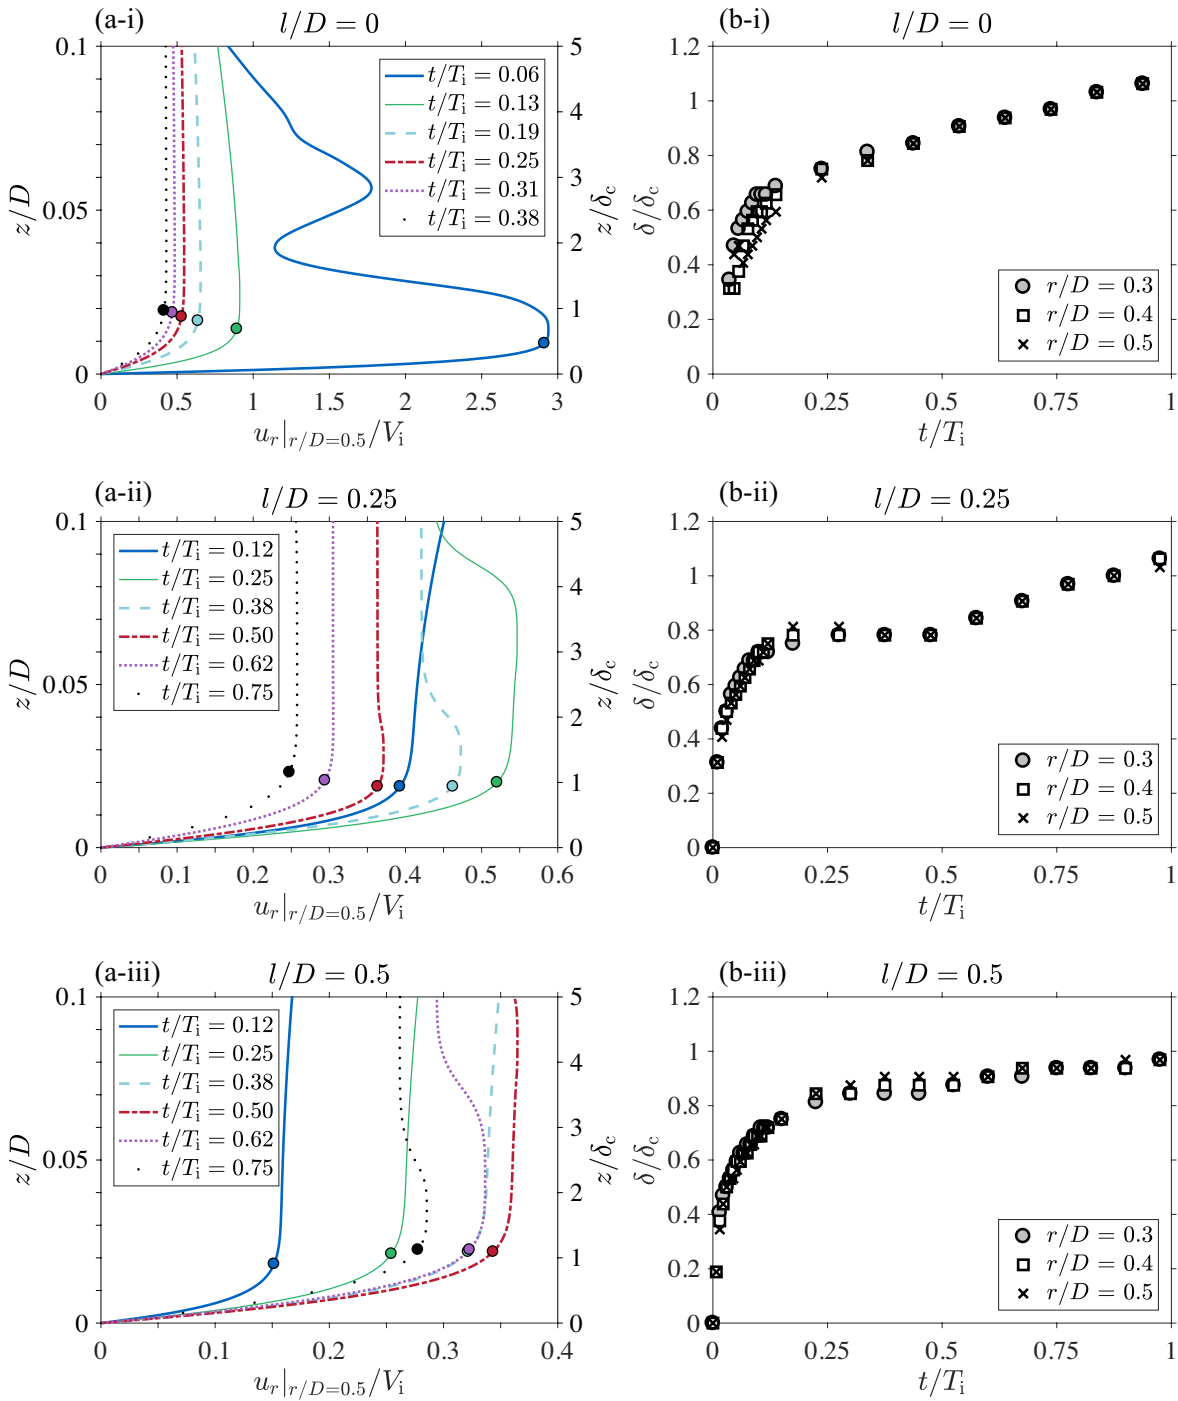 (a-i) l/D = 0
0.1
0.05
0
z/D
5
4
3
2
1
0
z/δc
t/Ti = 0.06
t/Ti = 0.13
t/Ti = 0.19
t/Ti = 0.25
t/Ti = 0.31
t/Ti = 0.38
0 0.5 1 1.5 2 2.5 3
ur|r/D=0.5/Vi
(b-i) l/D = 0
1.2
1
0.8
0.6
0.4
0.2
0
δ/δc
r/D = 0.3
r/D = 0.4
r/D = 0.5
0 0.25 0.5 0.75 1
t/Ti
(a-ii) l/D = 0.25
0.1
0.05
0
z/D
5
4
3
2
1
0
z/δc
t/Ti = 0.12
t/Ti = 0.25
t/Ti = 0.38
t/Ti = 0.50
t/Ti = 0.62
t/Ti = 0.75
0 0.1 0.2 0.3 0.4 0.5 0.6
ur|r/D=0.5/Vi
(b-ii) l/D = 0.25
1.2
1
0.8
0.6
0.4
0.2
0
δ/δc
r/D = 0.3
r/D = 0.4
r/D = 0.5
0 0.25 0.5 0.75 1
t/Ti
(a-iii) l/D = 0.5
0.1
0.05
0
z/D
5
4
3
2
1
0
z/δc
t/Ti = 0.12
t/Ti = 0.25
t/Ti = 0.38
t/Ti = 0.50
t/Ti = 0.62
t/Ti = 0.75
0 0.1 0.2 0.3 0.4
ur|r/D=0.5/Vi
(b-iii) l/D = 0.5
1.2
1
0.8
0.6
0.4
0.2
0
δ/δc
r/D = 0.3
r/D = 0.4
r/D = 0.5
0 0.25 0.5 0.75 1
t/Ti